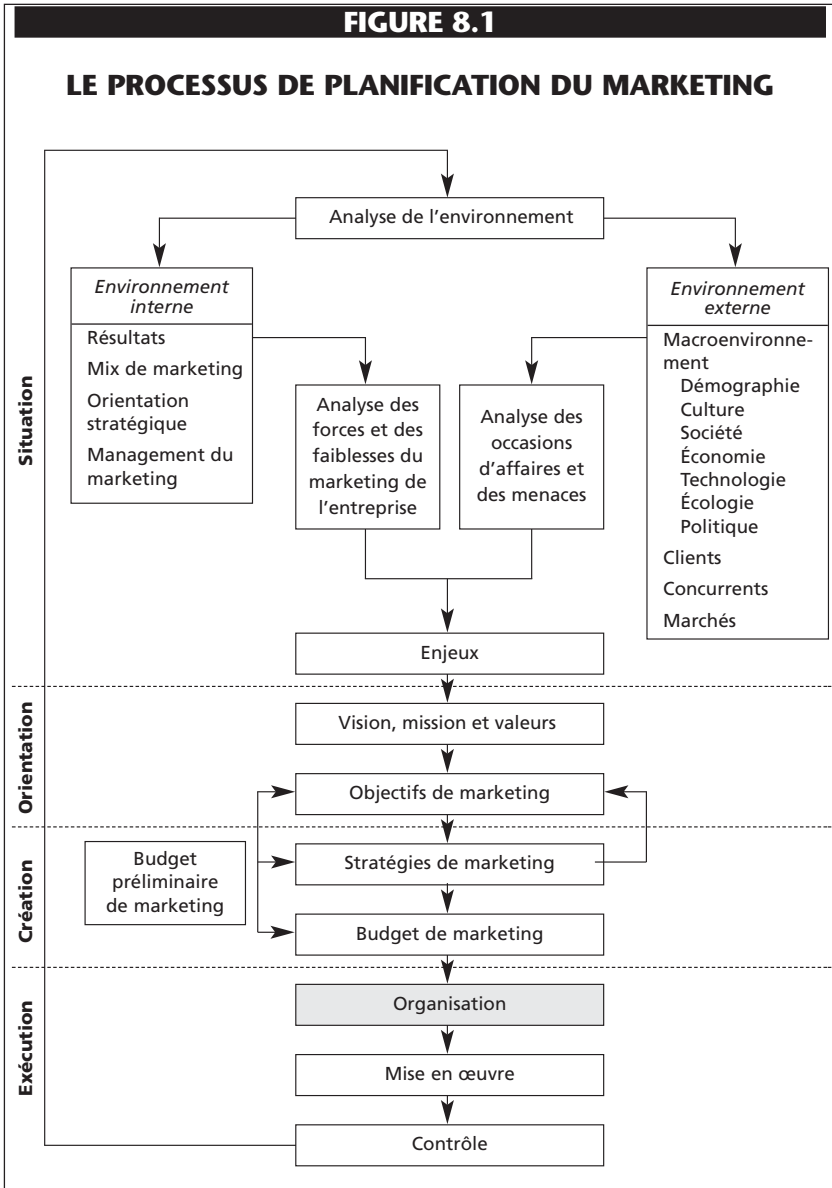 FIGURE 8.1
LE PROCESSUS DE PLANIFICATION DU MARKETING
Situation
Analyse de l'environnement
Environnement
interne
Résultats
Mix de marketing
Orientation
stratégique
Management du
marketing
Analyse des
forces et des
faiblesses du
marketing de
l'entreprise
Analyse des
occasions
d'affaires et
des menaces
Environnement
externe
Macroenvironne-
ment
Démographie
Culture
Société
Économie
Technologie
Écologie
Politique
Clients
Concurrents
Marchés
Enjeux
Orientation
Vision, mission et valeurs
Objectifs de marketing
Création
Budget
préliminaire
de marketing
Stratégies de marketing
Budget de marketing
Exécution
Organisation
Mise en œuvre
Contrôle